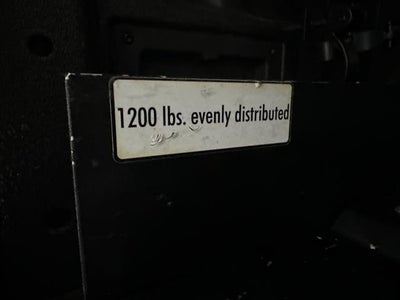 1200 lbs. evenly distributed